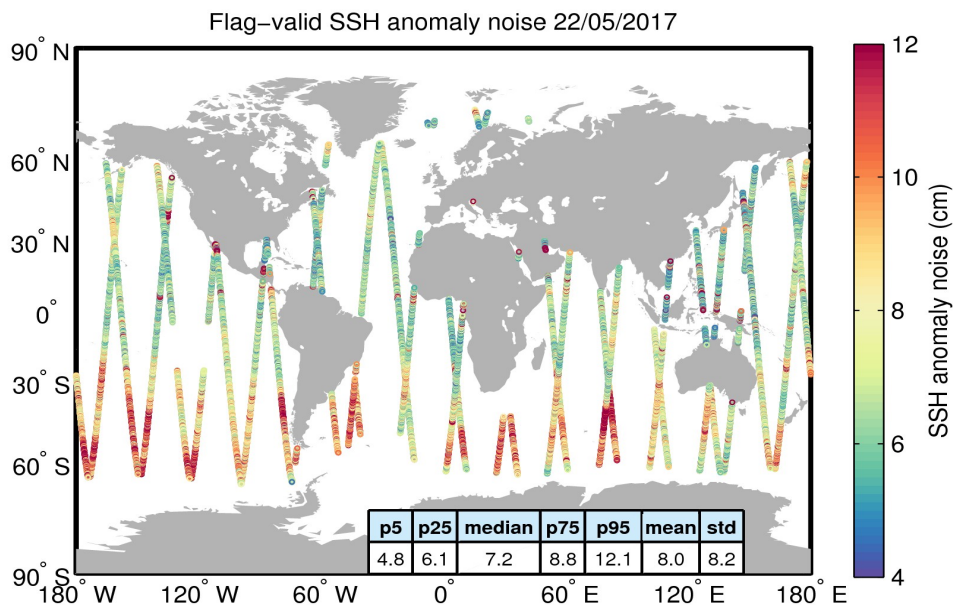 Flag−valid SSH anomaly noise 22/05/2017
90° N
60° N
30° N
0°
30° S
60° S
90° S
180° W
120° W
60° W
0°
60° E
120° E
180° E
p5 p25 median p75 p95 mean std
4.8 6.1 7.2 8.8 12.1 8.0 8.2
12
10
8
6
4
SSH anomaly noise (cm)